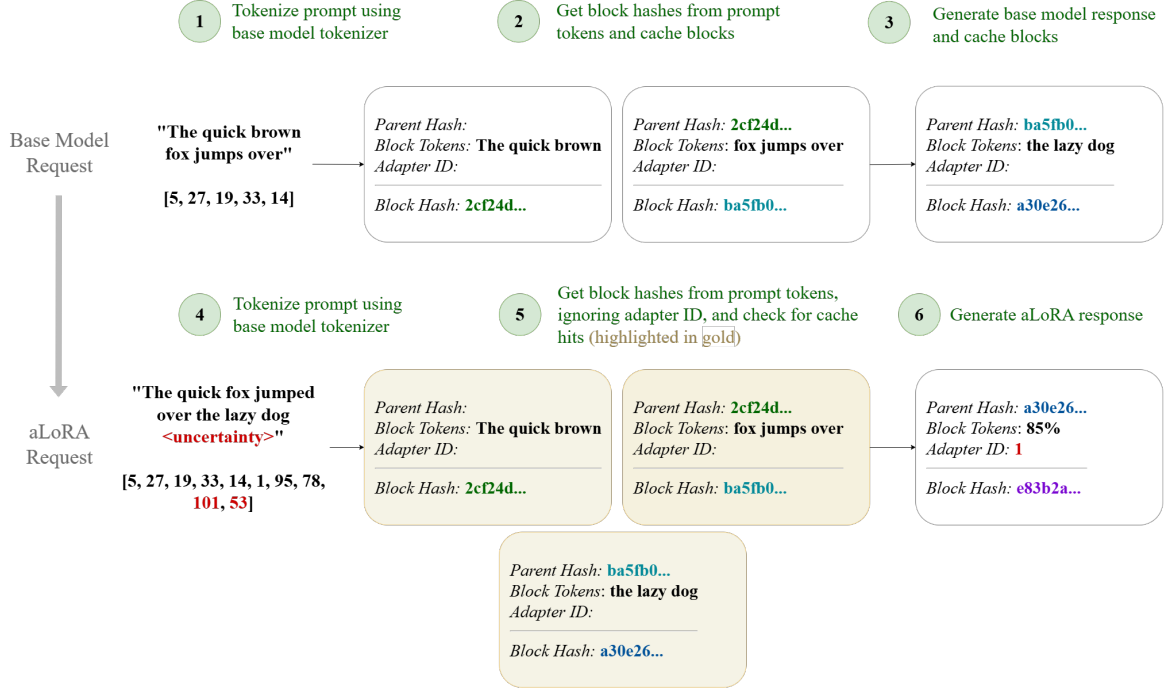 1
Tokenize prompt using
base model tokenizer
2
Get block hashes from prompt
tokens and cache blocks
3
Generate base model response
and cache blocks
Base Model
Request
"The quick brown
fox jumps over"
[5, 27, 19, 33, 14]
Parent Hash:
Block Tokens: The quick brown
Adapter ID:
Block Hash: 2cf24d...
Parent Hash: 2cf24d...
Block Tokens: fox jumps over
Adapter ID:
Block Hash: ba5fb0...
Parent Hash: ba5fb0...
Block Tokens: the lazy dog
Adapter ID:
Block Hash: a30e26...
4
Tokenize prompt using
base model tokenizer
5
Get block hashes from prompt tokens,
ignoring adapter ID, and check for cache
hits (highlighted in gold)
6
Generate aLoRA response
aLoRA
Request
"The quick fox jumped
over the lazy dog
<uncertainty>"
[5, 27, 19, 33, 14, 1, 95, 78,
101, 53]
Parent Hash:
Block Tokens: The quick brown
Adapter ID:
Block Hash: 2cf24d...
Parent Hash: 2cf24d...
Block Tokens: fox jumps over
Adapter ID:
Block Hash: ba5fb0...
Parent Hash: a30e26...
Block Tokens: 85%
Adapter ID: 1
Block Hash: e83b2a...
Parent Hash: ba5fb0...
Block Tokens: the lazy dog
Adapter ID:
Block Hash: a30e26...